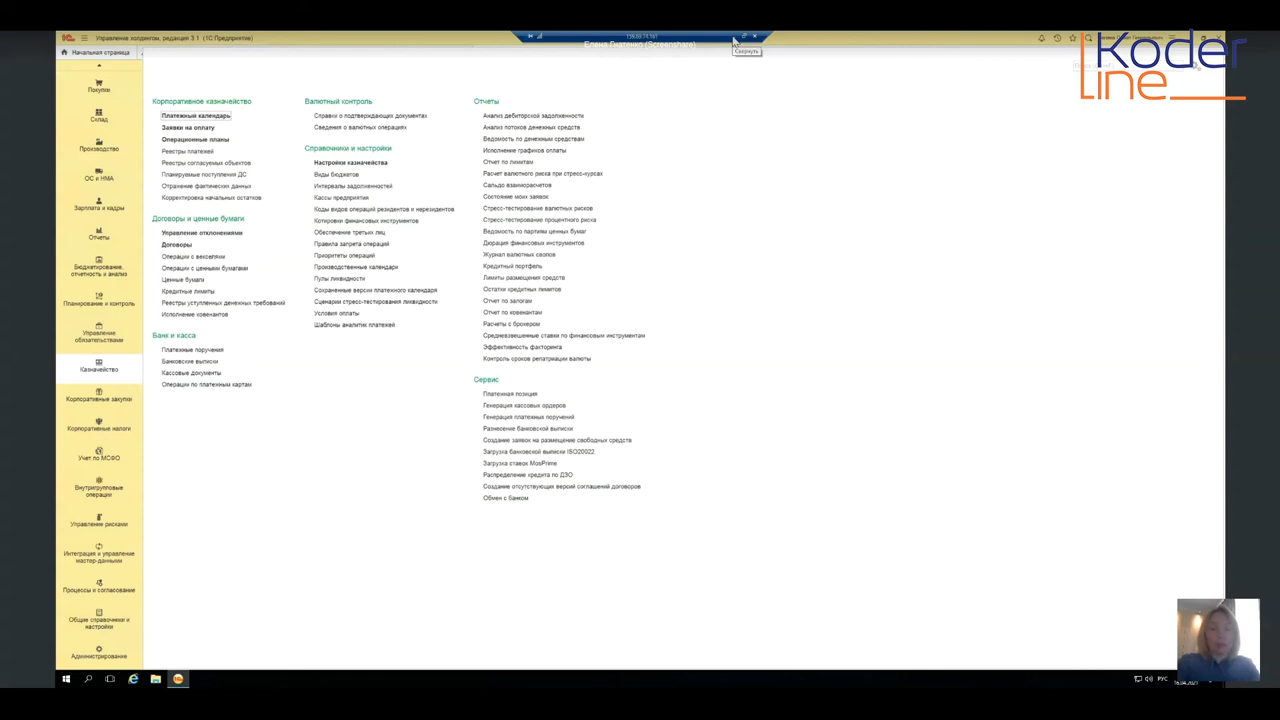 Управление холдингом, редакция 3.1 (1С:Предприятие)
Елена Гнатенко (Screenshare)
Свернуть
Koder
line
Начальная страница
Покупки
Склад
Производство
ОС и НМА
Зарплата и кадры
Отчеты
Бюджетирование,
отчетность и анализ
Планирование и контроль
Управление
обязательствами
Казначейство
Корпоративные закупки
Корпоративные налоги
Учет по МСФО
Внутригрупповые
операции
Управление рисками
Интеграция и управление
мастер-данными
Процессы и согласование
Общие справочники и
настройки
Администрирование
Корпоративное казначейство
Платежный календарь
Заявки на оплату
Операционные планы
Реестры платежей
Реестры согласуемых объектов
Планируемые поступления ДС
Отражение фактических данных
Корректировка начальных остатков
Договоры и ценные бумаги
Управление отклонениями
Договоры
Операции с векселями
Операции с ценными бумагами
Ценные бумаги
Кредитные лимиты
Реестры уступленных денежных требований
Исполнение ковенантов
Банк и касса
Платежные поручения
Банковские выписки
Кассовые документы
Операции по платежным картам
Валютный контроль
Справки о подтверждающих документах
Сведения о валютных операциях
Справочники и настройки
Настройки казначейства
Виды бюджетов
Интервалы задолженностей
Кассы предприятия
Коды видов операций резидентов и нерезидентов
Котировки финансовых инструментов
Обеспечение третьих лиц
Правила запрета операций
Приоритеты операций
Производственные календари
Пулы ликвидности
Сохраненные версии платежного календаря
Сценарии стресс-тестирования ликвидности
Условия оплаты
Шаблоны аналитик платежей
Отчеты
Анализ дебиторской задолженности
Анализ потоков денежных средств
Ведомость по денежным средствам
Исполнение графиков оплаты
Отчет по лимитам
Расчет валютного риска при стресс-курсах
Сальдо взаиморасчетов
Состояние моих заявок
Стресс-тестирование валютных рисков
Стресс-тестирование процентного риска
Ведомость по партиям ценных бумаг
Дюрация финансовых инструментов
Журнал валютных свопов
Кредитный портфель
Лимиты размещения средств
Остатки кредитных лимитов
Отчет по залогам
Отчет по ковенантам
Расчеты с брокером
Средневзвешенные ставки по финансовым инструментам
Эффективность факторинга
Контроль сроков репатриации валюты
Сервис
Платежная позиция
Генерация кассовых ордеров
Генерация платежных поручений
Разнесение банковской выписки
Создание заявок на размещение свободных средств
Загрузка банковской выписки ISO20022
Загрузка ставок MosPrime
Распределение кредита по ДЗО
Создание отсутствующих версий соглашений договоров
Обмен с банком
РУС
16.04.2021